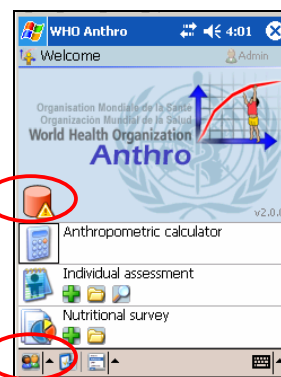 WHO Anthro 4:01
Welcome Admin
Organisation Mondiale de la Santé
Organización Mundial de la Salud
World Health Organization
Anthro
v2.0.
Anthropometric calculator
Individual assessment
Nutritional survey